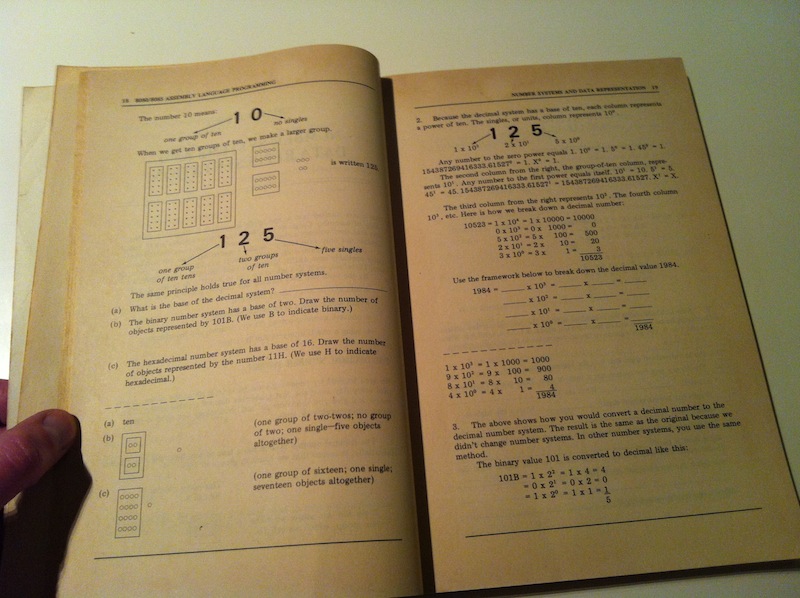 18 8088/8086 ASSEMBLY LANGUAGE PROGRAMMING
The number 10 means:
1 0
one group of ten
no singles
When we get ten groups of ten, we make a larger group.
is written 125.
1 2 5
one group
of ten tens
two groups
of ten
five singles
The same principle holds true for all number systems.
(a) What is the base of the decimal system?
(b) The binary number system has a base of two. Draw the number of
objects represented by 101B. (We use B to indicate binary.)
(c) The hexadecimal number system has a base of 16. Draw the number
of objects represented by the number 11H. (We use H to indicate
hexadecimal.)
(a) ten
(b)
(one group of two-twos; no group
of two; one single—five objects
altogether)
(c)
(one group of sixteen; one single;
seventeen objects altogether)
NUMBER SYSTEMS AND DATA REPRESENTATION 19
2. Because the decimal system has a base of ten, each column represents
a power of ten. The singles, or units, column represents 10⁰.
1 2 5
1 x 10² 2 x 10¹ 5 x 10⁰
Any number to the zero power equals 1. 10⁰ = 1. 5⁰ = 1. 45⁰ = 1.
154387269416333.61527⁰ = 1. X⁰ = 1.
The second column from the right, the group-of-ten column, repre-
sents 10¹. Any number to the first power equals itself. 10¹ = 10. 5¹ = 5.
45¹ = 45. 154387269416333.61527¹ = 154387269416333.61527. X¹ = X.
The third column from the right represents 10². The fourth column
10³, etc. Here is how we break down a decimal number:
10523 = 1 x 10⁴ = 1 x 10000 = 10000
0 x 10³ = 0 x 1000 = 0
5 x 10² = 5 x 100 = 500
2 x 10¹ = 2 x 10 = 20
3 x 10⁰ = 3 x 1 = 3
10523
Use the framework below to break down the decimal value 1984.
1984 = ____ x 10³ = ____ x ____ = ____
____ x 10² = ____ x ____ = ____
____ x 10¹ = ____ x ____ = ____
____ x 10⁰ = ____ x ____ = ____
1984
1 x 10³ = 1 x 1000 = 1000
9 x 10² = 9 x 100 = 900
8 x 10¹ = 8 x 10 = 80
4 x 10⁰ = 4 x 1 = 4
1984
3. The above shows how you would convert a decimal number to the
decimal number system. The result is the same as the original because we
didn't change number systems. In other number systems, you use the same
method.
The binary value 101 is converted to decimal like this:
101B = 1 x 2² = 1 x 4 = 4
= 0 x 2¹ = 0 x 2 = 0
= 1 x 2⁰ = 1 x 1 = 1
5